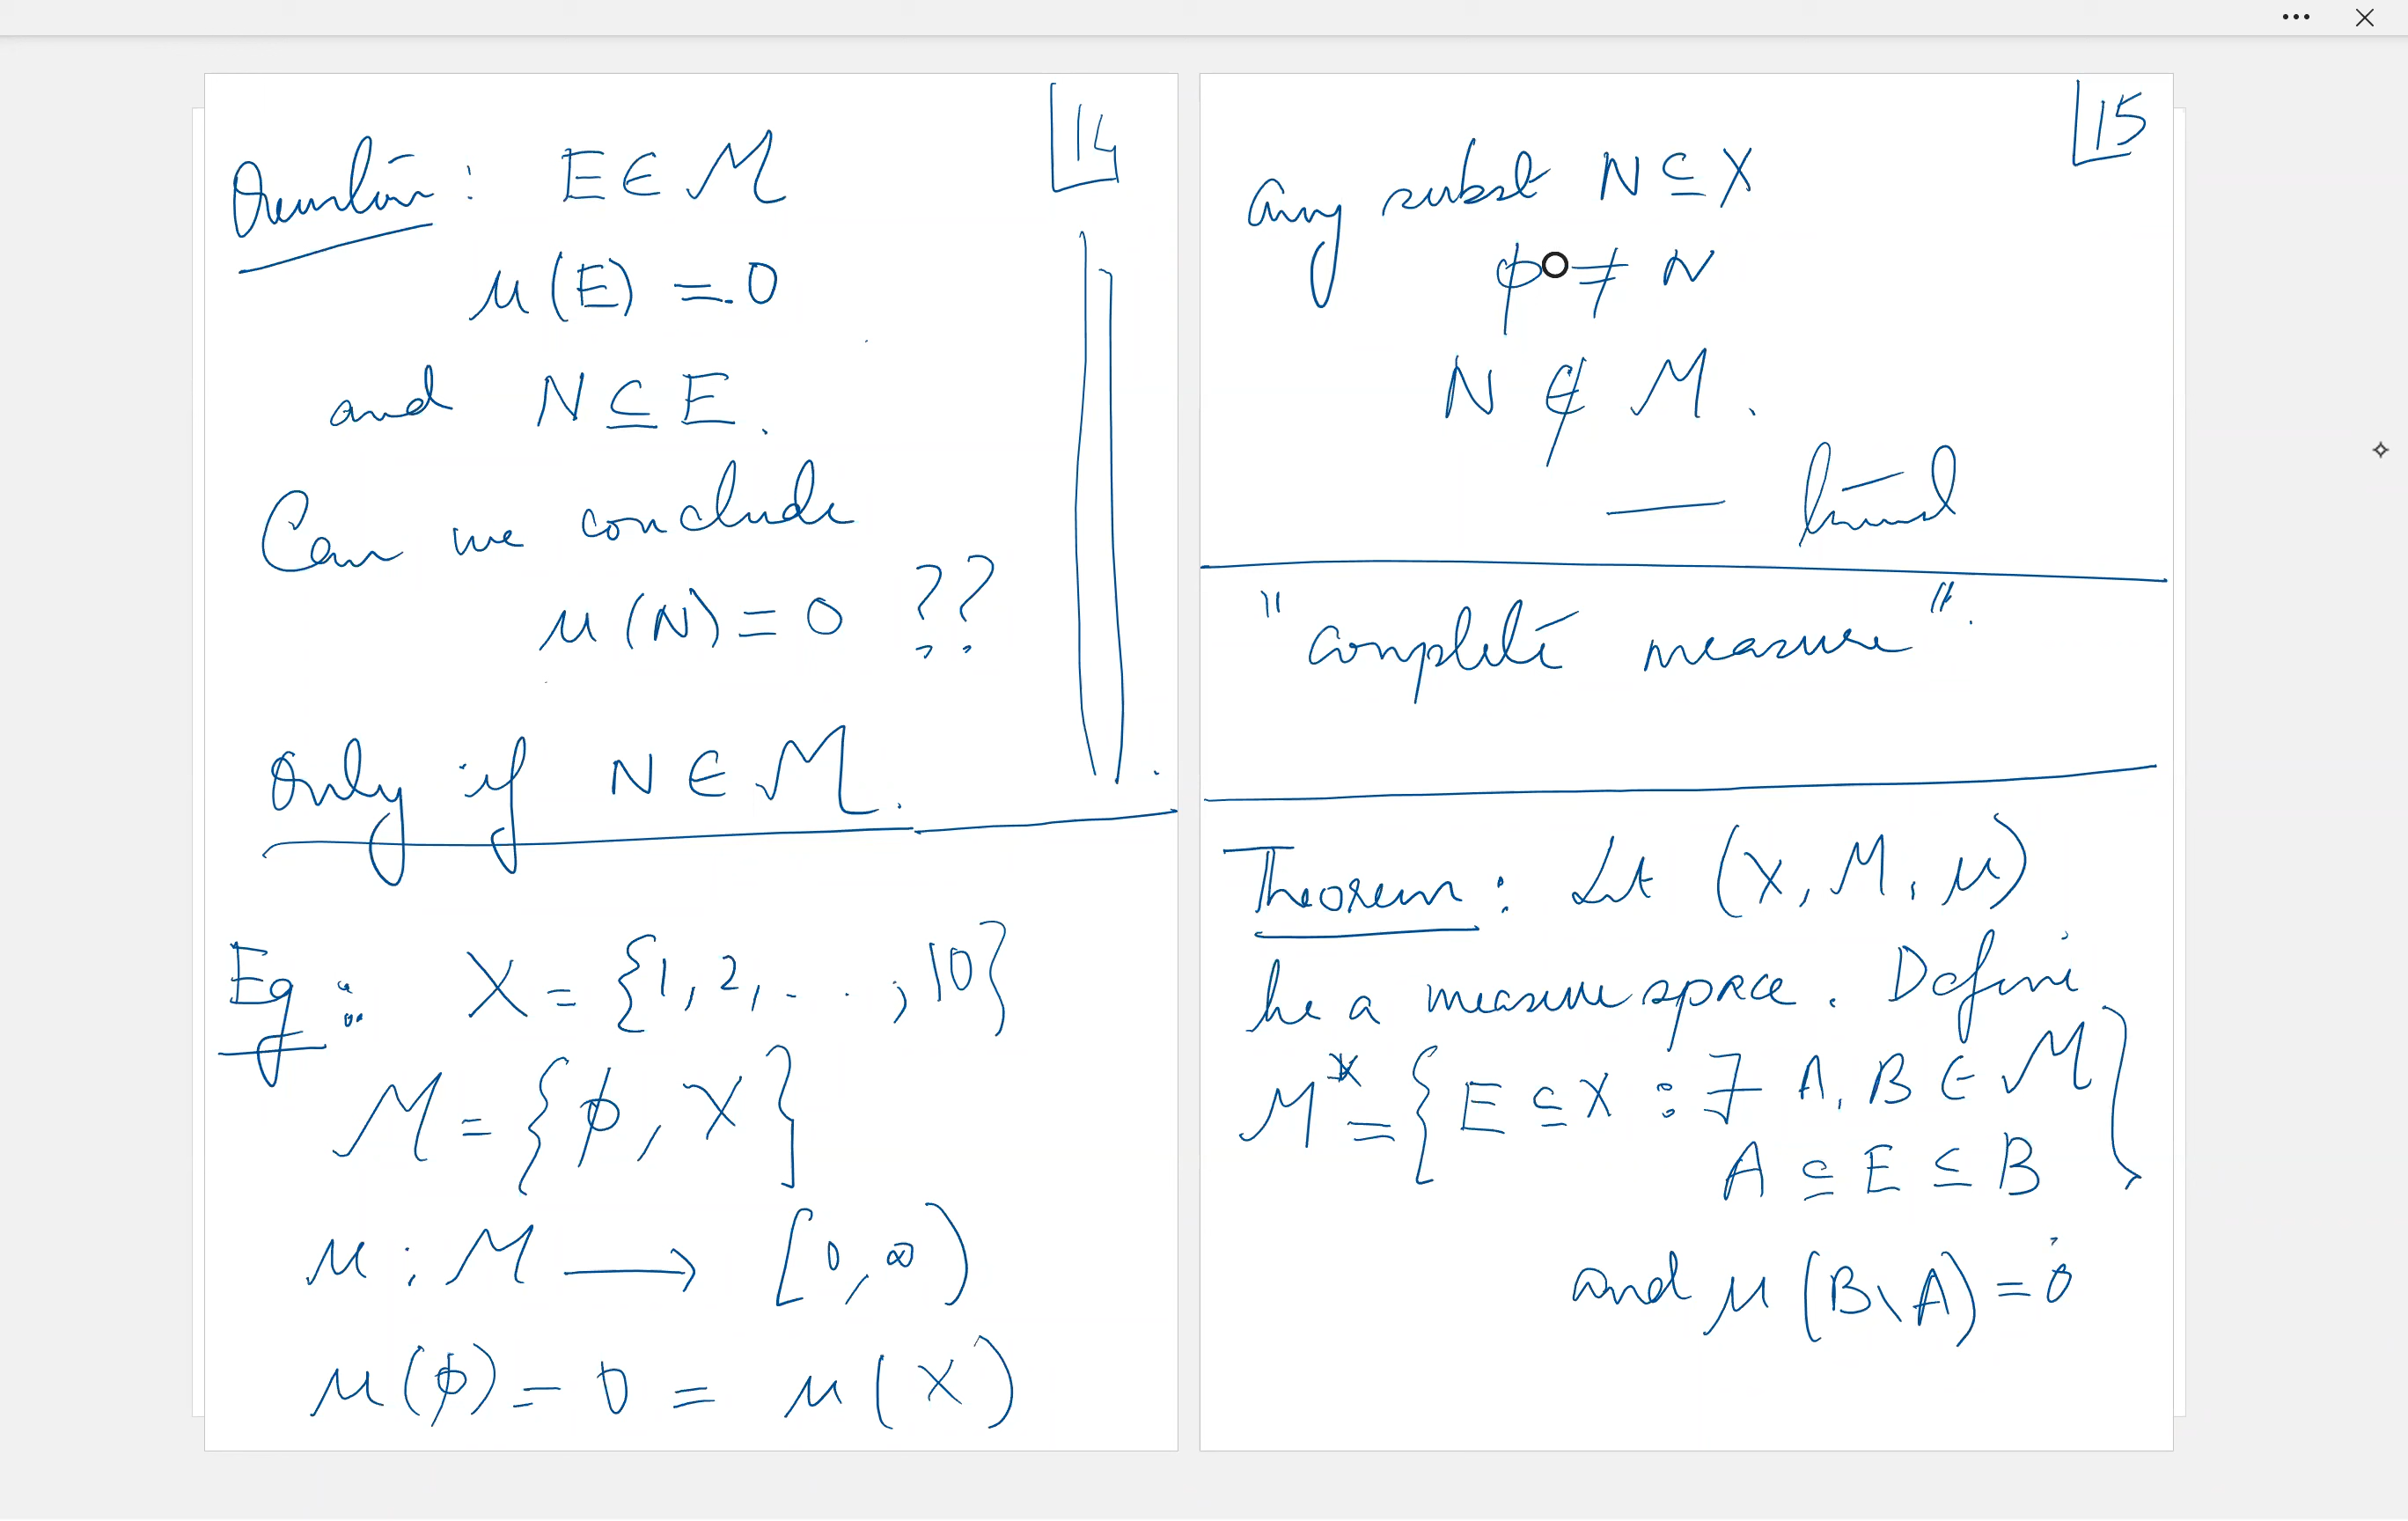 14
Question : E ∈ M
μ(E) = 0
and N ⊆ E.
Can we conclude
μ(N) = 0 ??
Only if N ∈ M.
Eg : X = {1, 2, . . , 10}
M = {φ, X}
μ : M ⟶ [0, ∞)
μ(φ) = 0 = μ(X)
15
any subset N ⊆ X
φ ≠ N
N ∉ M.
"complete measure".
Theorem : Let (X, M, μ)
be a measure space. Define
M* = {E ⊆ X : ∃ A, B ∈ M
A ⊆ E ⊆ B}
and μ(B\A) = 0